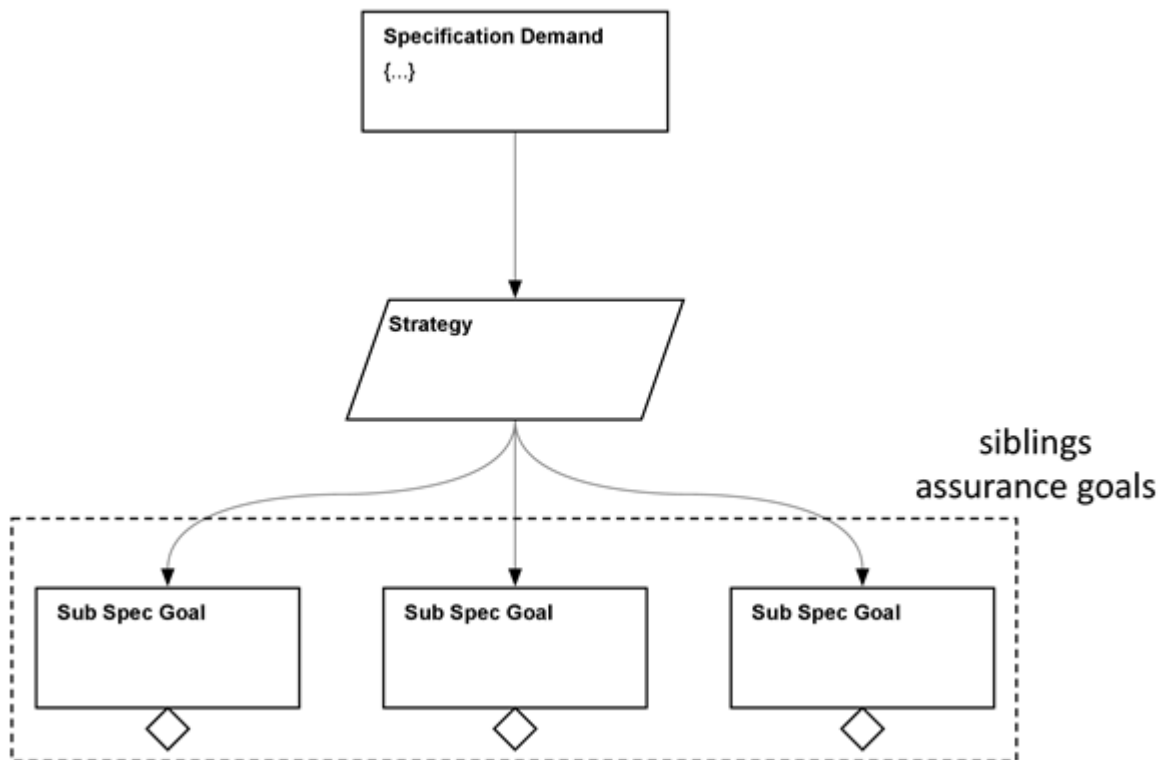 Specification Demand
{...}
Strategy
siblings
assurance goals
Sub Spec Goal
Sub Spec Goal
Sub Spec Goal